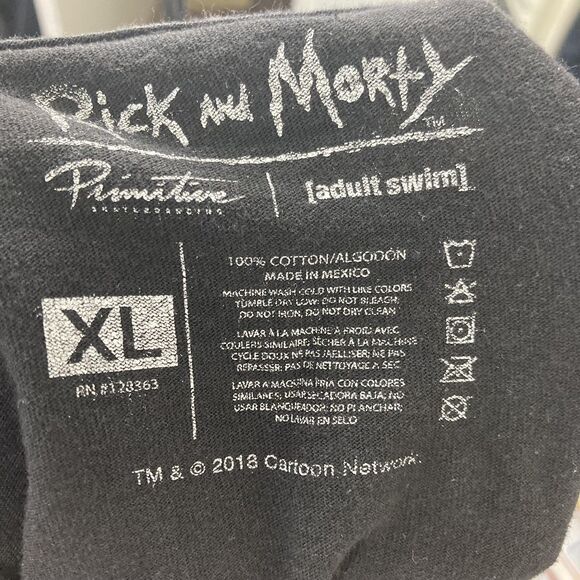 Rick and Morty
TM
Primitive
SKATEBOARDING
[adult swim]
XL
RN #128363
100% COTTON/ALGODÓN
MADE IN MEXICO
MACHINE WASH COLD WITH LIKE COLORS
TUMBLE DRY LOW; DO NOT BLEACH;
DO NOT IRON, DO NOT DRY CLEAN
LAVAR À LA MACHINE À FROID AVEC
COULERS SIMILAIRE; SÉCHER À LA MACHINE
CYCLE DOUX NE PAS JAELLISER; NE PAS
REPASSER; PAS DE NETTOYAGE A SEC
LAVAR A MACHINA FRIA CON COLORES
SIMILARES; USAR SECADORA BAJA; NO
USAR BLANQUEADOR; NO PLANCHAR;
NO LAVAR EN SECO
TM & © 2018 Cartoon Network.